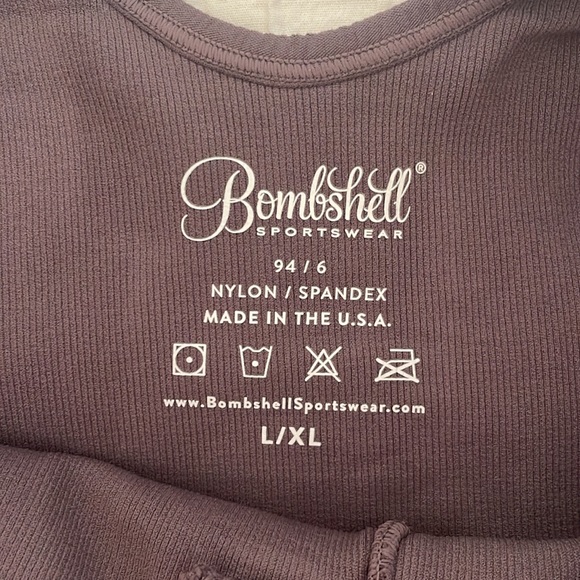 Bombshell®
SPORTSWEAR
94 / 6
NYLON / SPANDEX
MADE IN THE U.S.A.
www.BombshellSportswear.com
L/XL